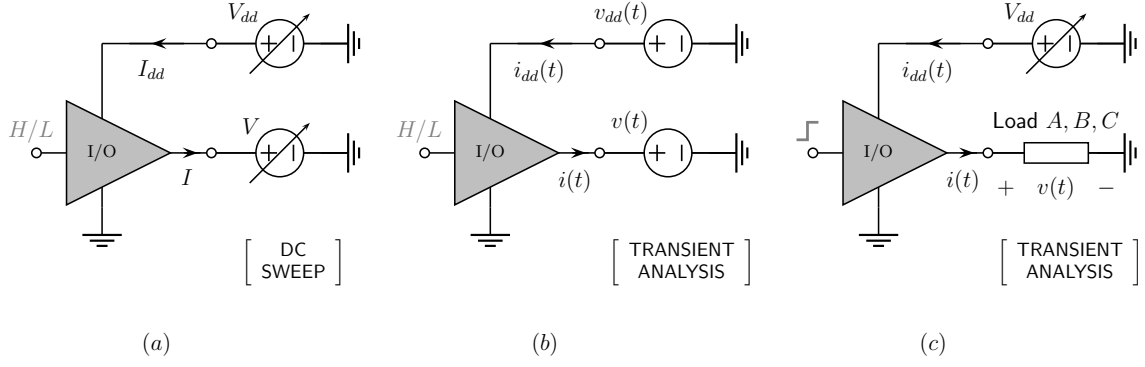 V_dd
I_dd
H/L
I/O
V
I
[ DC
SWEEP ]
(a)
v_dd(t)
i_dd(t)
H/L
I/O
v(t)
i(t)
[ TRANSIENT
ANALYSIS ]
(b)
V_dd
i_dd(t)
Load A, B, C
I/O
i(t)
+ v(t) −
[ TRANSIENT
ANALYSIS ]
(c)